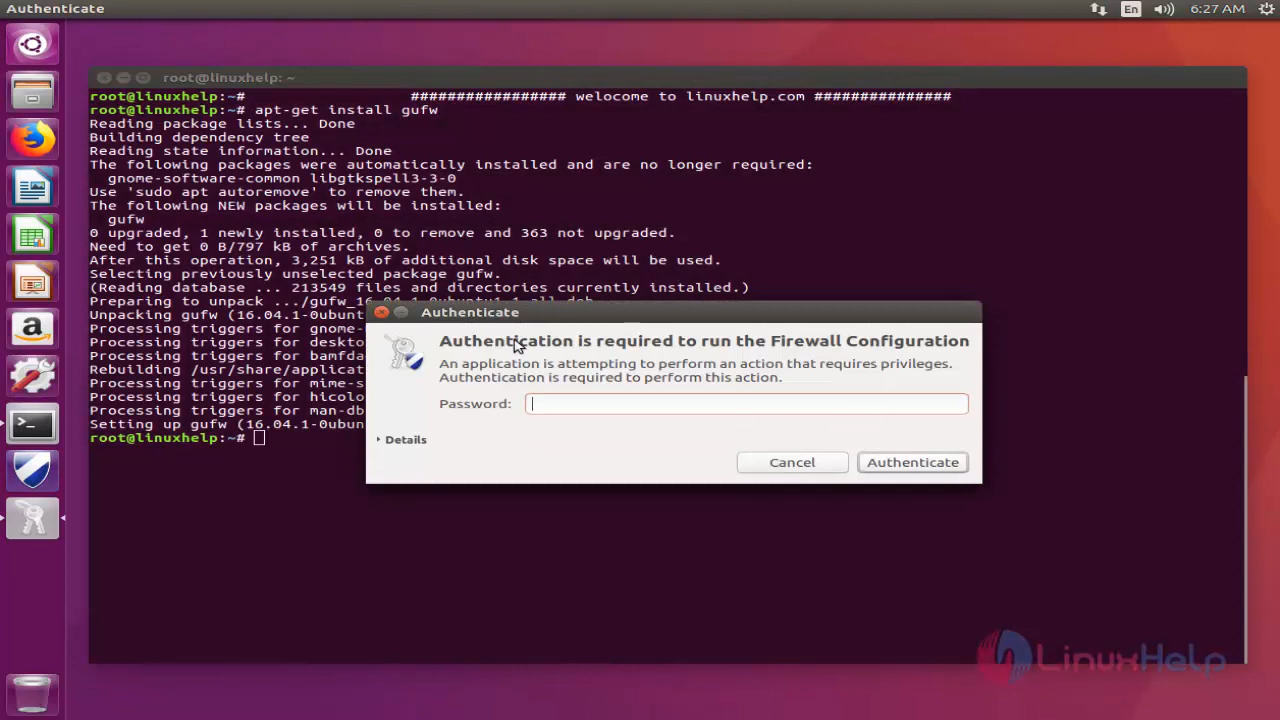 Authenticate
En
6:27 AM
root@linuxhelp: ~
root@linuxhelp:~# ################# welocome to linuxhelp.com ###############
root@linuxhelp:~# apt-get install gufw
Reading package lists... Done
Building dependency tree
Reading state information... Done
The following packages were automatically installed and are no longer required:
gnome-software-common libgtkspell3-3-0
Use 'sudo apt autoremove' to remove them.
The following NEW packages will be installed:
gufw
0 upgraded, 1 newly installed, 0 to remove and 363 not upgraded.
Need to get 0 B/797 kB of archives.
After this operation, 3,251 kB of additional disk space will be used.
Selecting previously unselected package gufw.
(Reading database ... 213549 files and directories currently installed.)
Preparing to unpack .../gufw_16.04.1-0ubuntu1.1_all.deb
Unpacking gufw (16.04.1-0ubun
Processing triggers for gnome-
Processing triggers for deskto
Processing triggers for bamfda
Rebuilding /usr/share/applicat
Processing triggers for mime-s
Processing triggers for hicolo
Processing triggers for man-db
Setting up gufw (16.04.1-0ubun
root@linuxhelp:~#
Authenticate
Authentication is required to run the Firewall Configuration
An application is attempting to perform an action that requires privileges.
Authentication is required to perform this action.
Password:
Details
Cancel
Authenticate
LinuxHelp